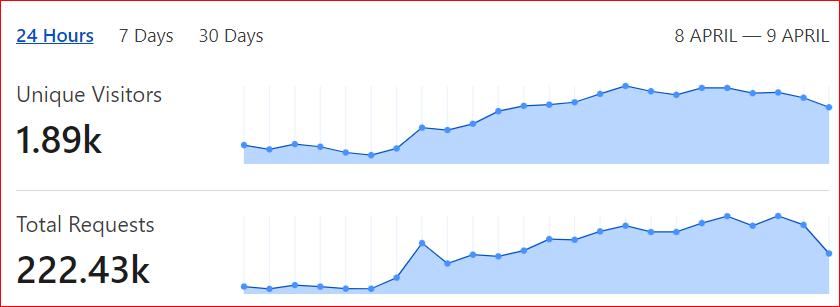 24 Hours 7 Days 30 Days 8 APRIL — 9 APRIL
Unique Visitors
1.89k
Total Requests
222.43k